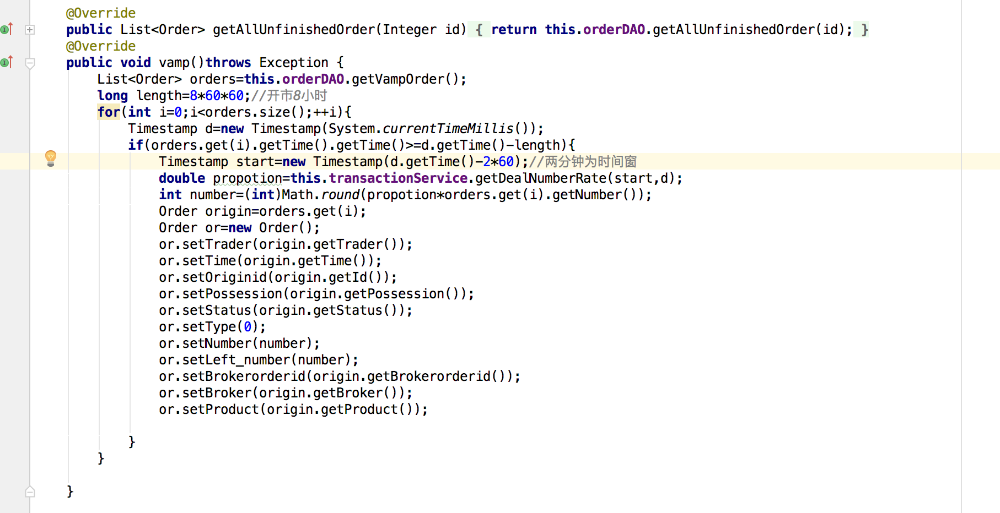 @Override
public List<Order> getAllUnfinishedOrder(Integer id) { return this.orderDAO.getAllUnfinishedOrder(id); }
@Override
public void vamp()throws Exception {
List<Order> orders=this.orderDAO.getVampOrder();
long length=8*60*60;//开市8小时
for(int i=0;i<orders.size();++i){
Timestamp d=new Timestamp(System.currentTimeMillis());
if(orders.get(i).getTime().getTime()>=d.getTime()-length){
Timestamp start=new Timestamp(d.getTime()-2*60);//两分钟为时间窗
double propotion=this.transactionService.getDealNumberRate(start,d);
int number=(int)Math.round(propotion*orders.get(i).getNumber());
Order origin=orders.get(i);
Order or=new Order();
or.setTrader(origin.getTrader());
or.setTime(origin.getTime());
or.setOriginid(origin.getId());
or.setPossession(origin.getPossession());
or.setStatus(origin.getStatus());
or.setType(0);
or.setNumber(number);
or.setLeft_number(number);
or.setBrokerorderid(origin.getBrokerorderid());
or.setBroker(origin.getBroker());
or.setProduct(origin.getProduct());
}
}
}